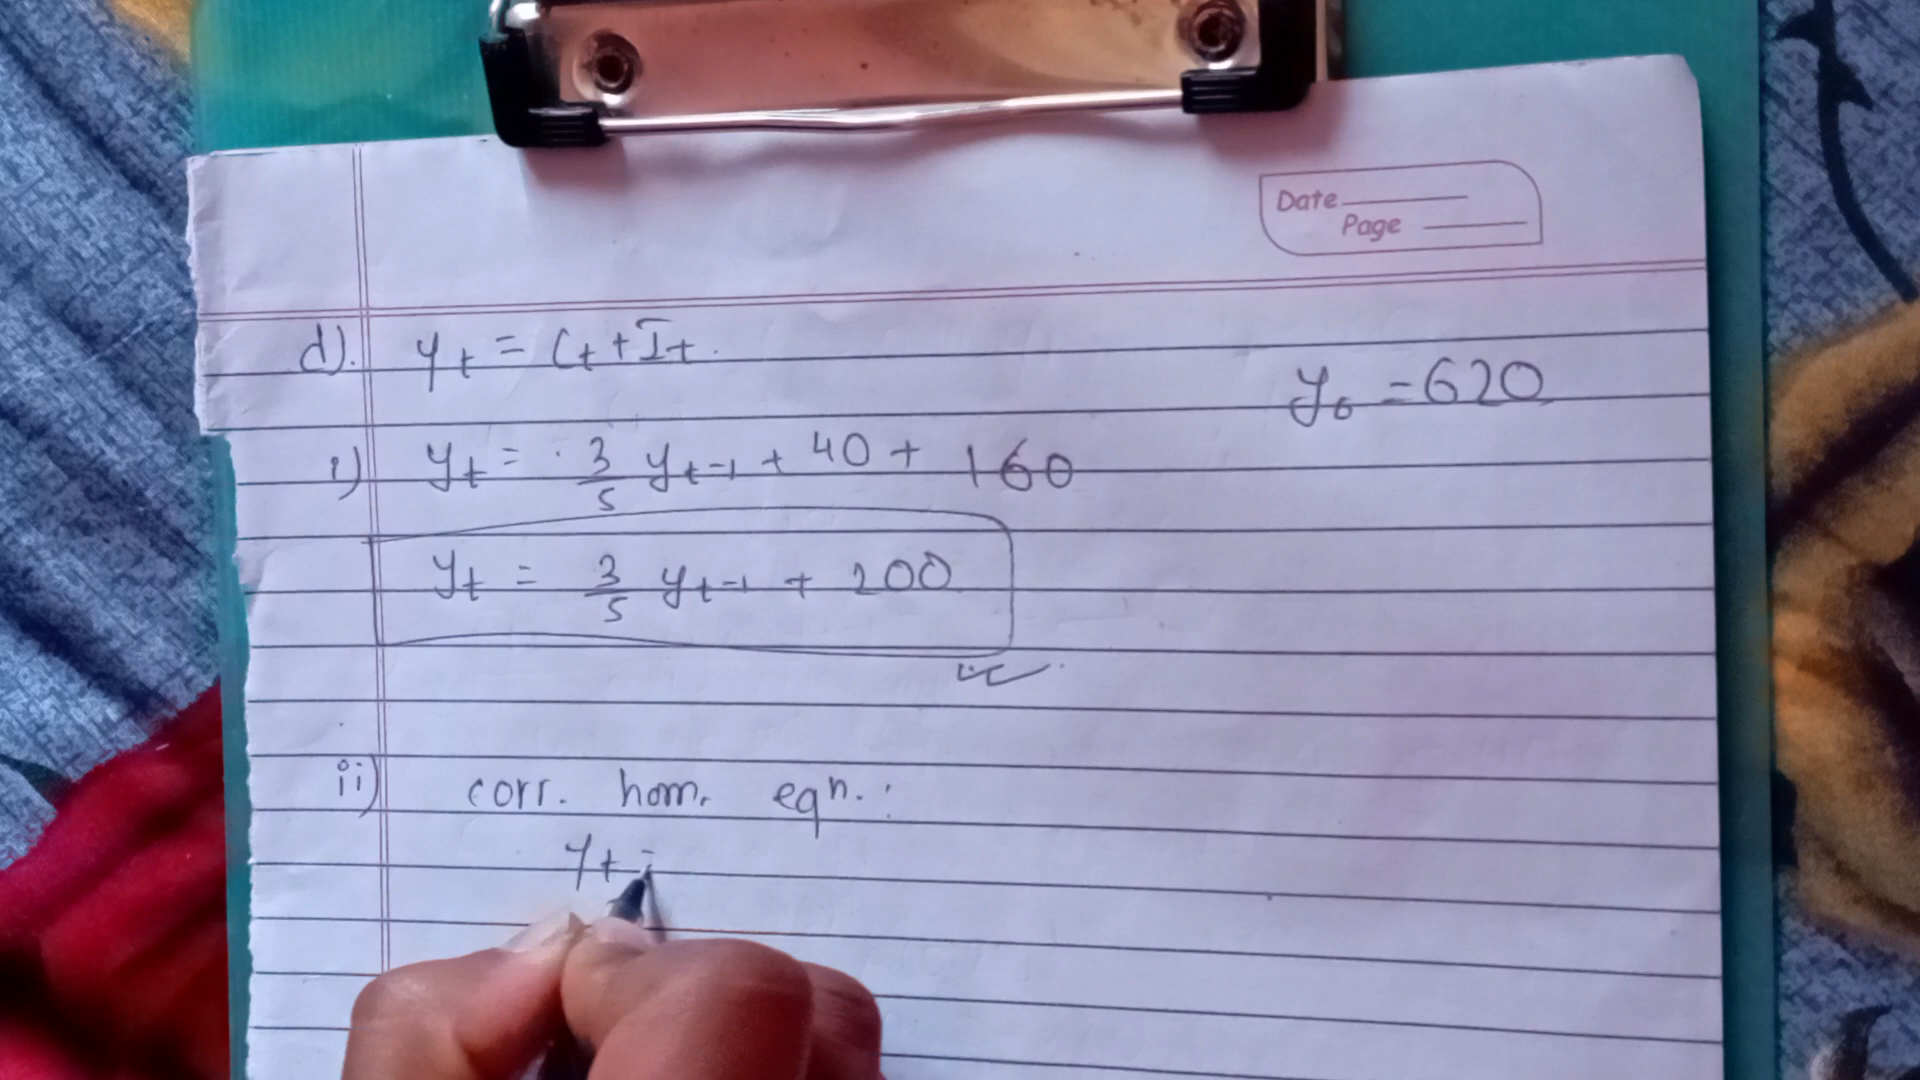 Date
Page
d). yt = Ct + It.
y0 = 620
i) yt = 3/5 yt-1 + 40 + 160
yt = 3/5 yt-1 + 200
ii) corr. hom. eqn. :
yt =